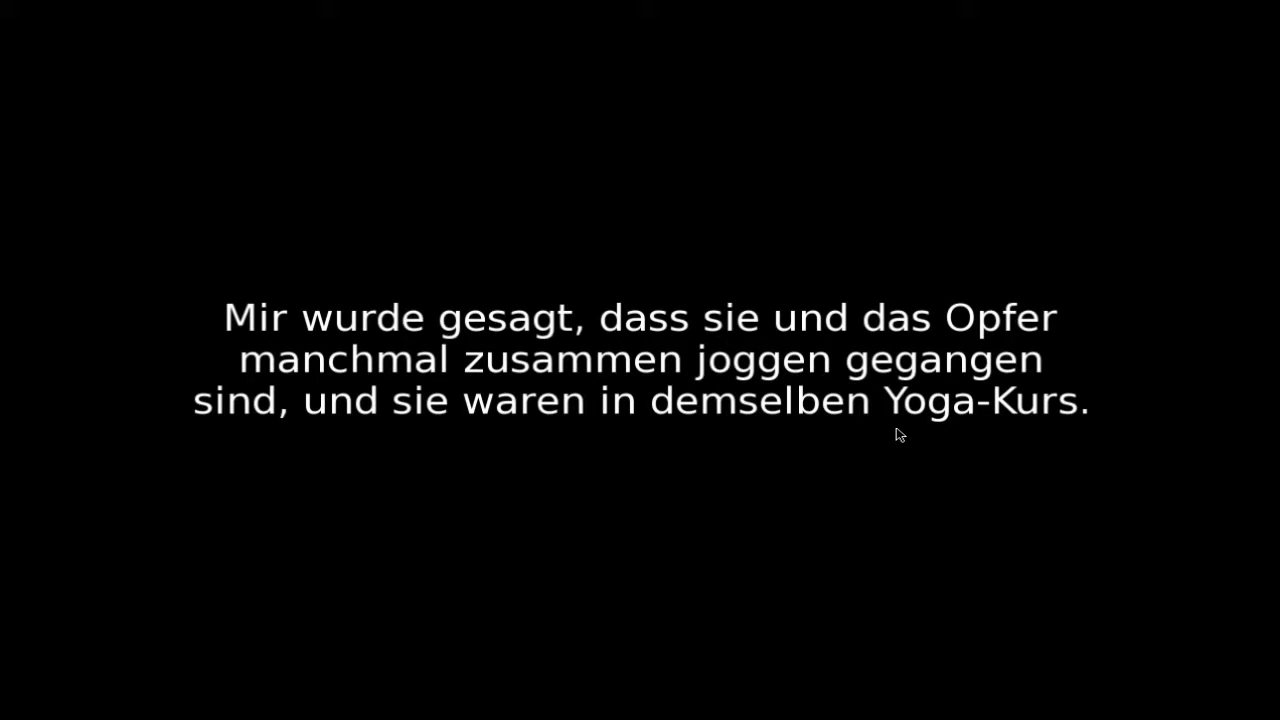 Mir wurde gesagt, dass sie und das Opfer
manchmal zusammen joggen gegangen
sind, und sie waren in demselben Yoga-Kurs.